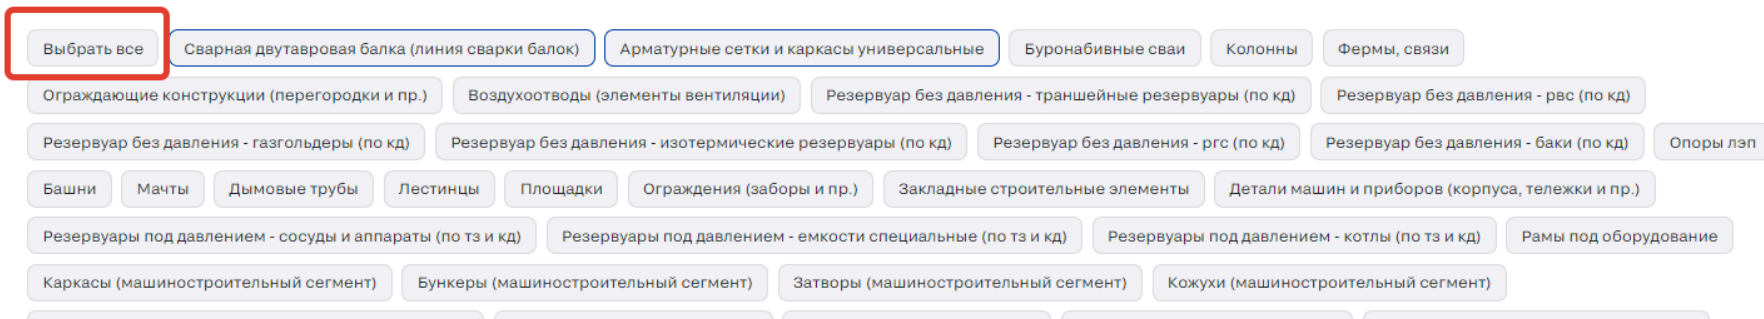 Выбрать все Сварная двутавровая балка (линия сварки балок) Арматурные сетки и каркасы универсальные Буронабивные сваи Колонны Фермы, связи
Ограждающие конструкции (перегородки и пр.) Воздухоотводы (элементы вентиляции) Резервуар без давления - траншейные резервуары (по кд) Резервуар без давления - рвс (по кд)
Резервуар без давления - газгольдеры (по кд) Резервуар без давления - изотермические резервуары (по кд) Резервуар без давления - ргс (по кд) Резервуар без давления - баки (по кд) Опоры лэп
Башни Мачты Дымовые трубы Лестинцы Площадки Ограждения (заборы и пр.) Закладные строительные элементы Детали машин и приборов (корпуса, тележки и пр.)
Резервуары под давлением - сосуды и аппараты (по тз и кд) Резервуары под давлением - емкости специальные (по тз и кд) Резервуары под давлением - котлы (по тз и кд) Рамы под оборудование
Каркасы (машиностроительный сегмент) Бункеры (машиностроительный сегмент) Затворы (машиностроительный сегмент) Кожухи (машиностроительный сегмент)